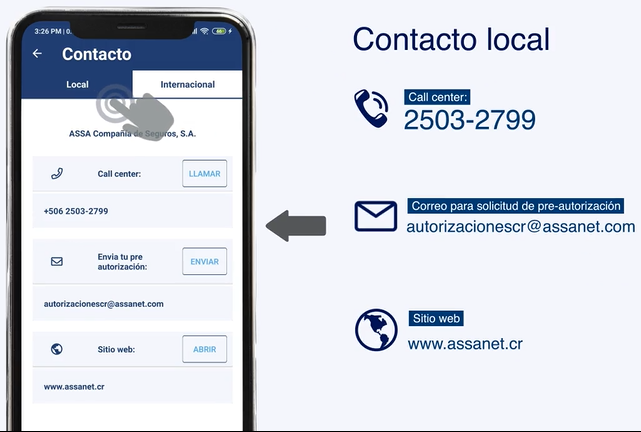 3:26 PM | 0.
68
Contacto
Local
Internacional
ASSA Compañía de Seguros, S.A.
Call center:
LLAMAR
+506 2503-2799
Envia tu pre
autorización:
ENVIAR
autorizacionescr@assanet.com
Sitio web:
ABRIR
www.assanet.cr
Contacto local
Call center:
2503-2799
Correo para solicitud de pre-autorización
autorizacionescr@assanet.com
Sitio web
www.assanet.cr